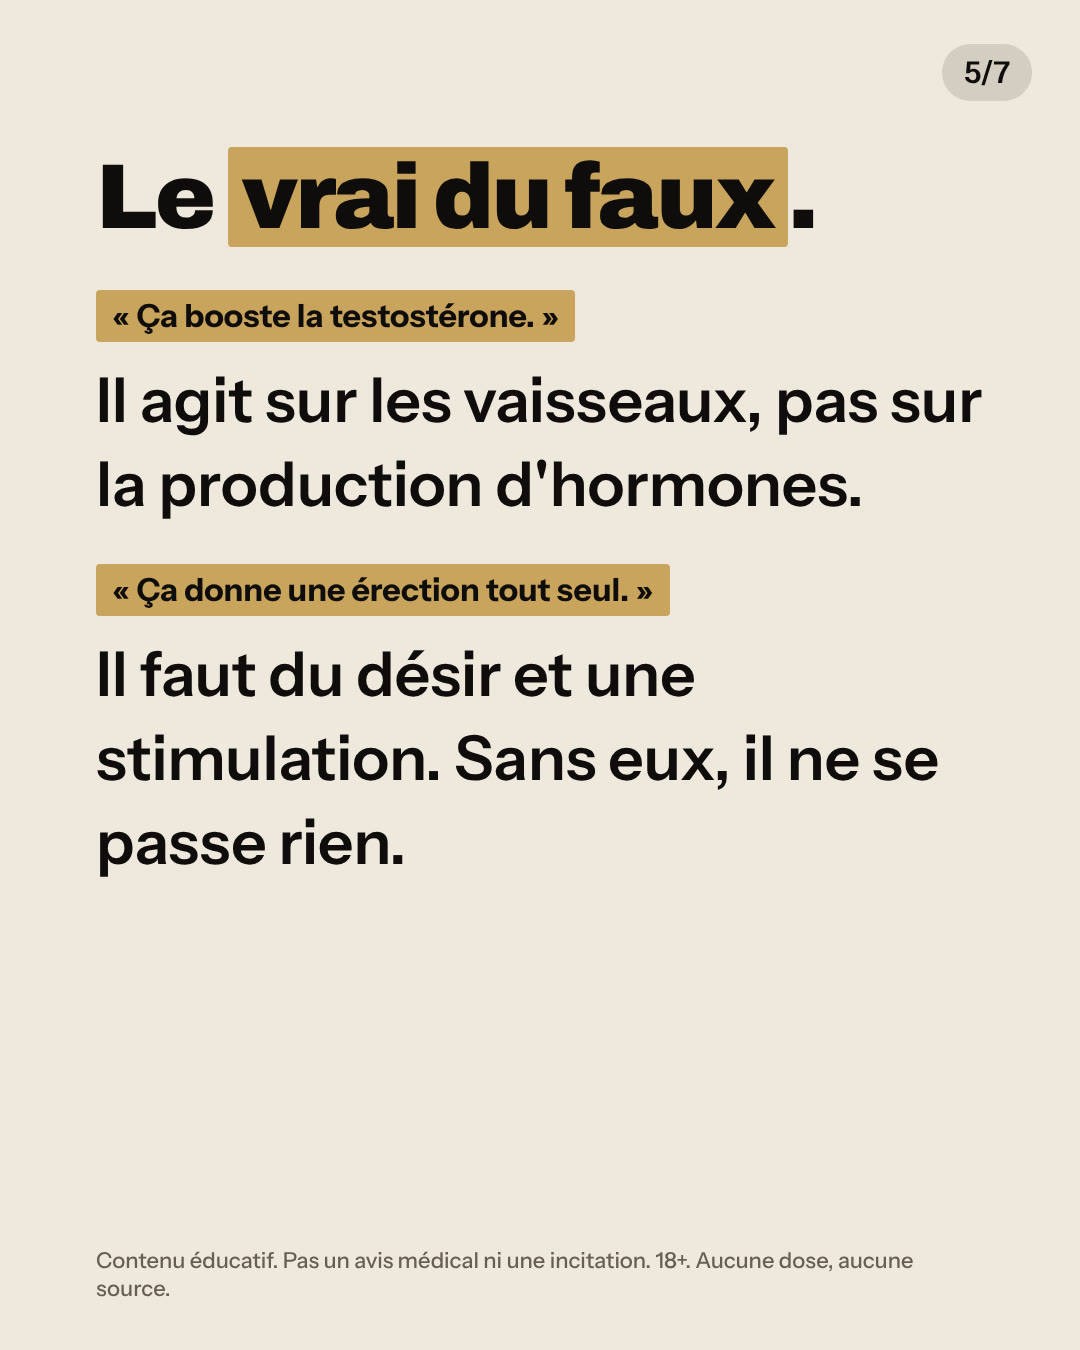 5/7
Le vrai du faux.
« Ça booste la testostérone. »
Il agit sur les vaisseaux, pas sur
la production d'hormones.
« Ça donne une érection tout seul. »
Il faut du désir et une
stimulation. Sans eux, il ne se
passe rien.
Contenu éducatif. Pas un avis médical ni une incitation. 18+. Aucune dose, aucune
source.